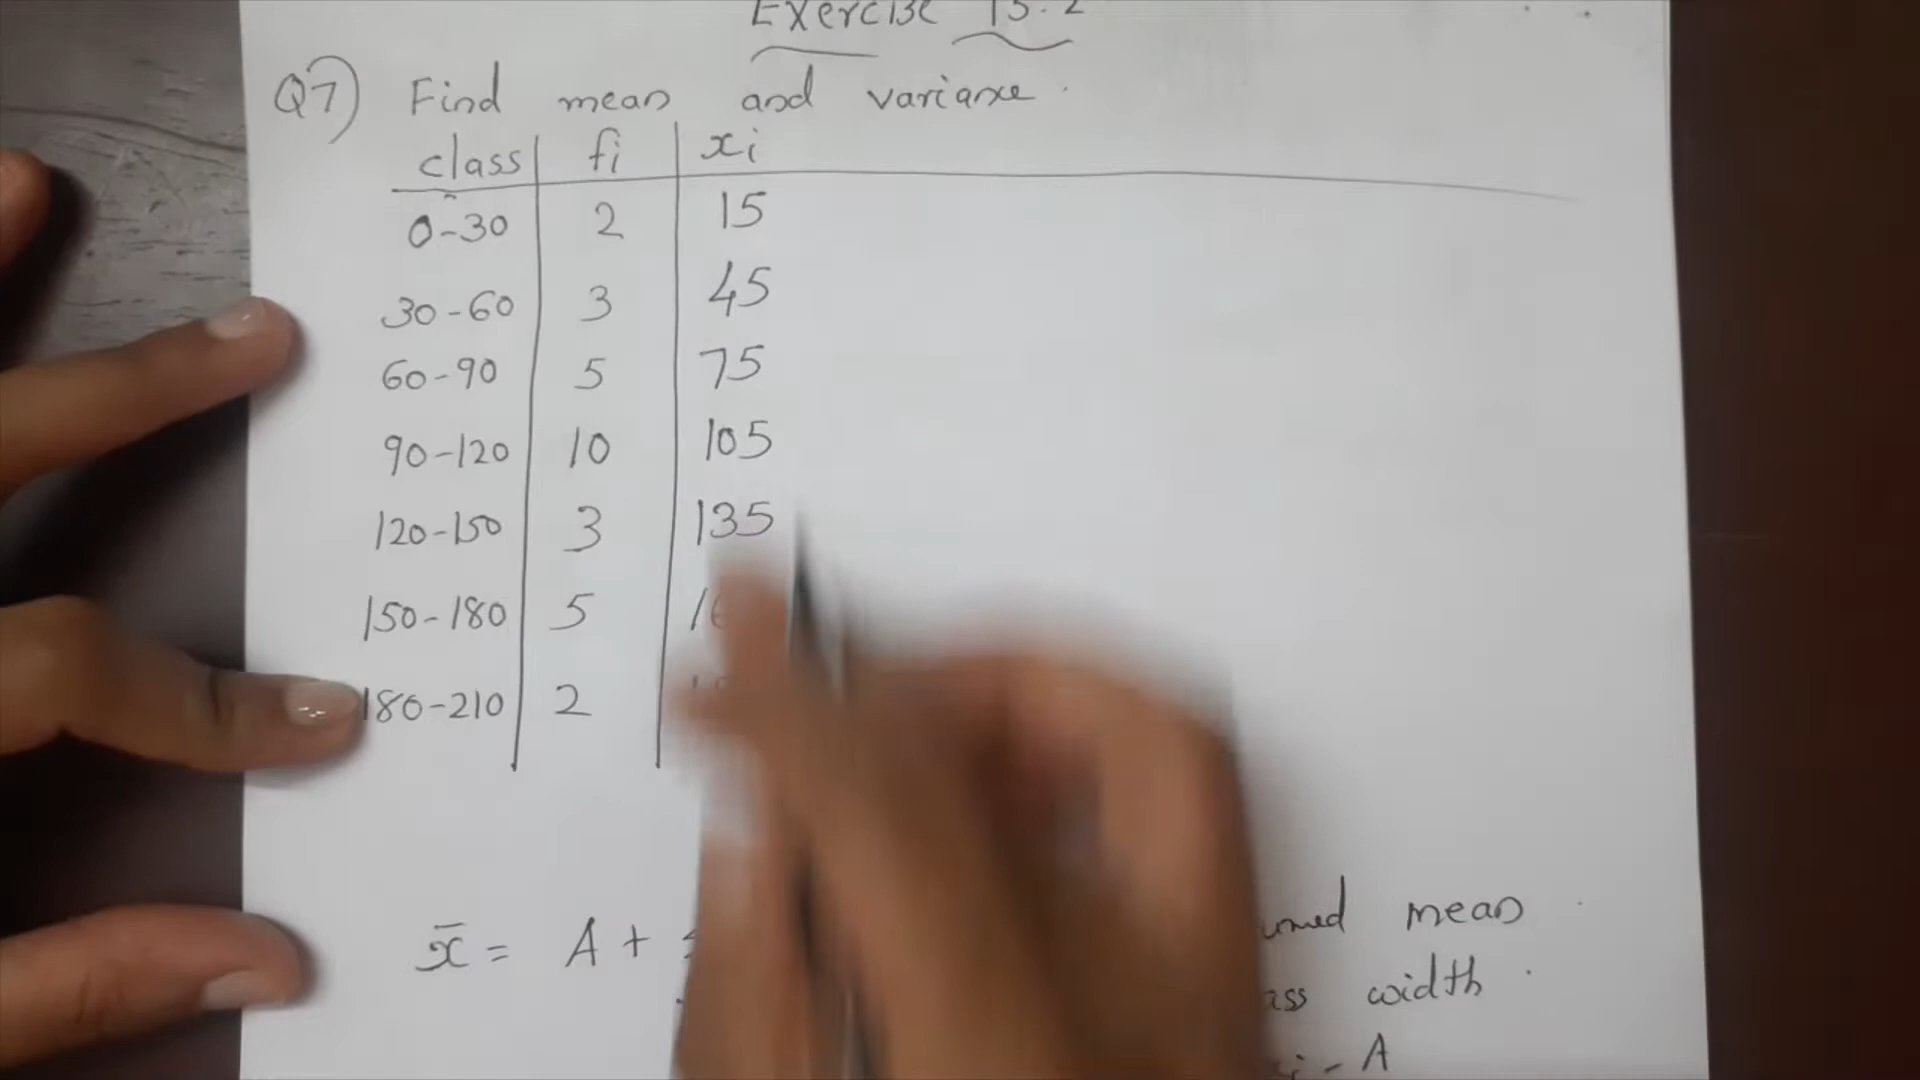 Exercise 15.2
Q7) Find mean and variance.
class fi xi
0-30 2 15
30-60 3 45
60-90 5 75
90-120 10 105
120-150 3 135
150-180 5
180-210 2
x̄ = A +
mean
width
- A